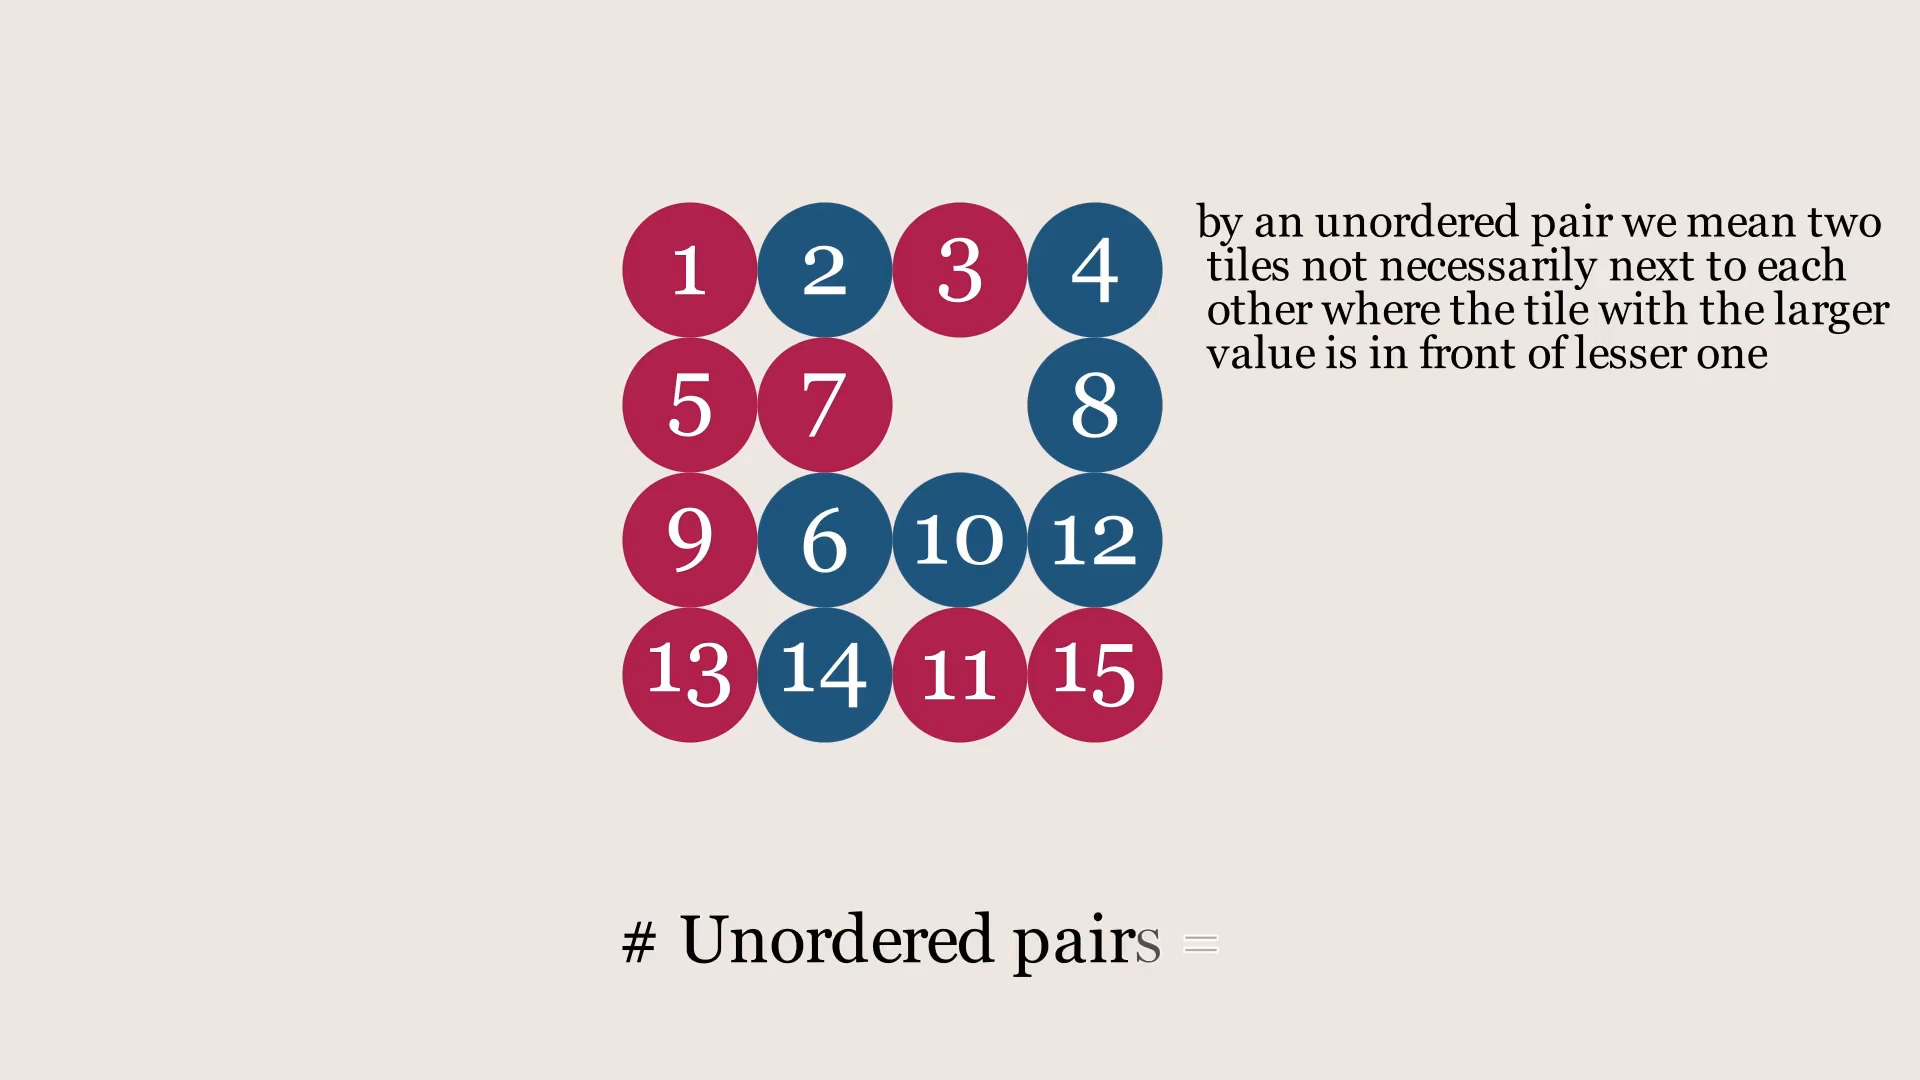 1 2 3 4
5 7 8
9 6 10 12
13 14 11 15
by an unordered pair we mean two
tiles not necessarily next to each
other where the tile with the larger
value is in front of lesser one
# Unordered pairs =